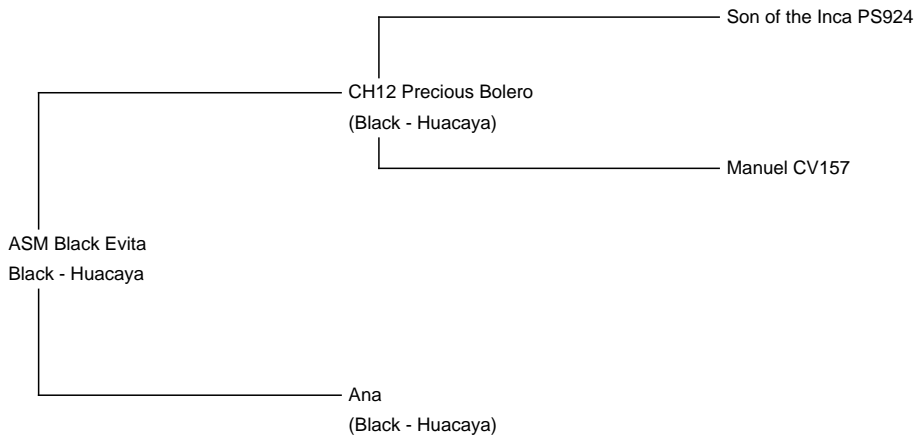 Son of the Inca PS924
CH12 Precious Bolero
(Black - Huacaya)
Manuel CV157
ASM Black Evita
Black - Huacaya
Ana
(Black - Huacaya)